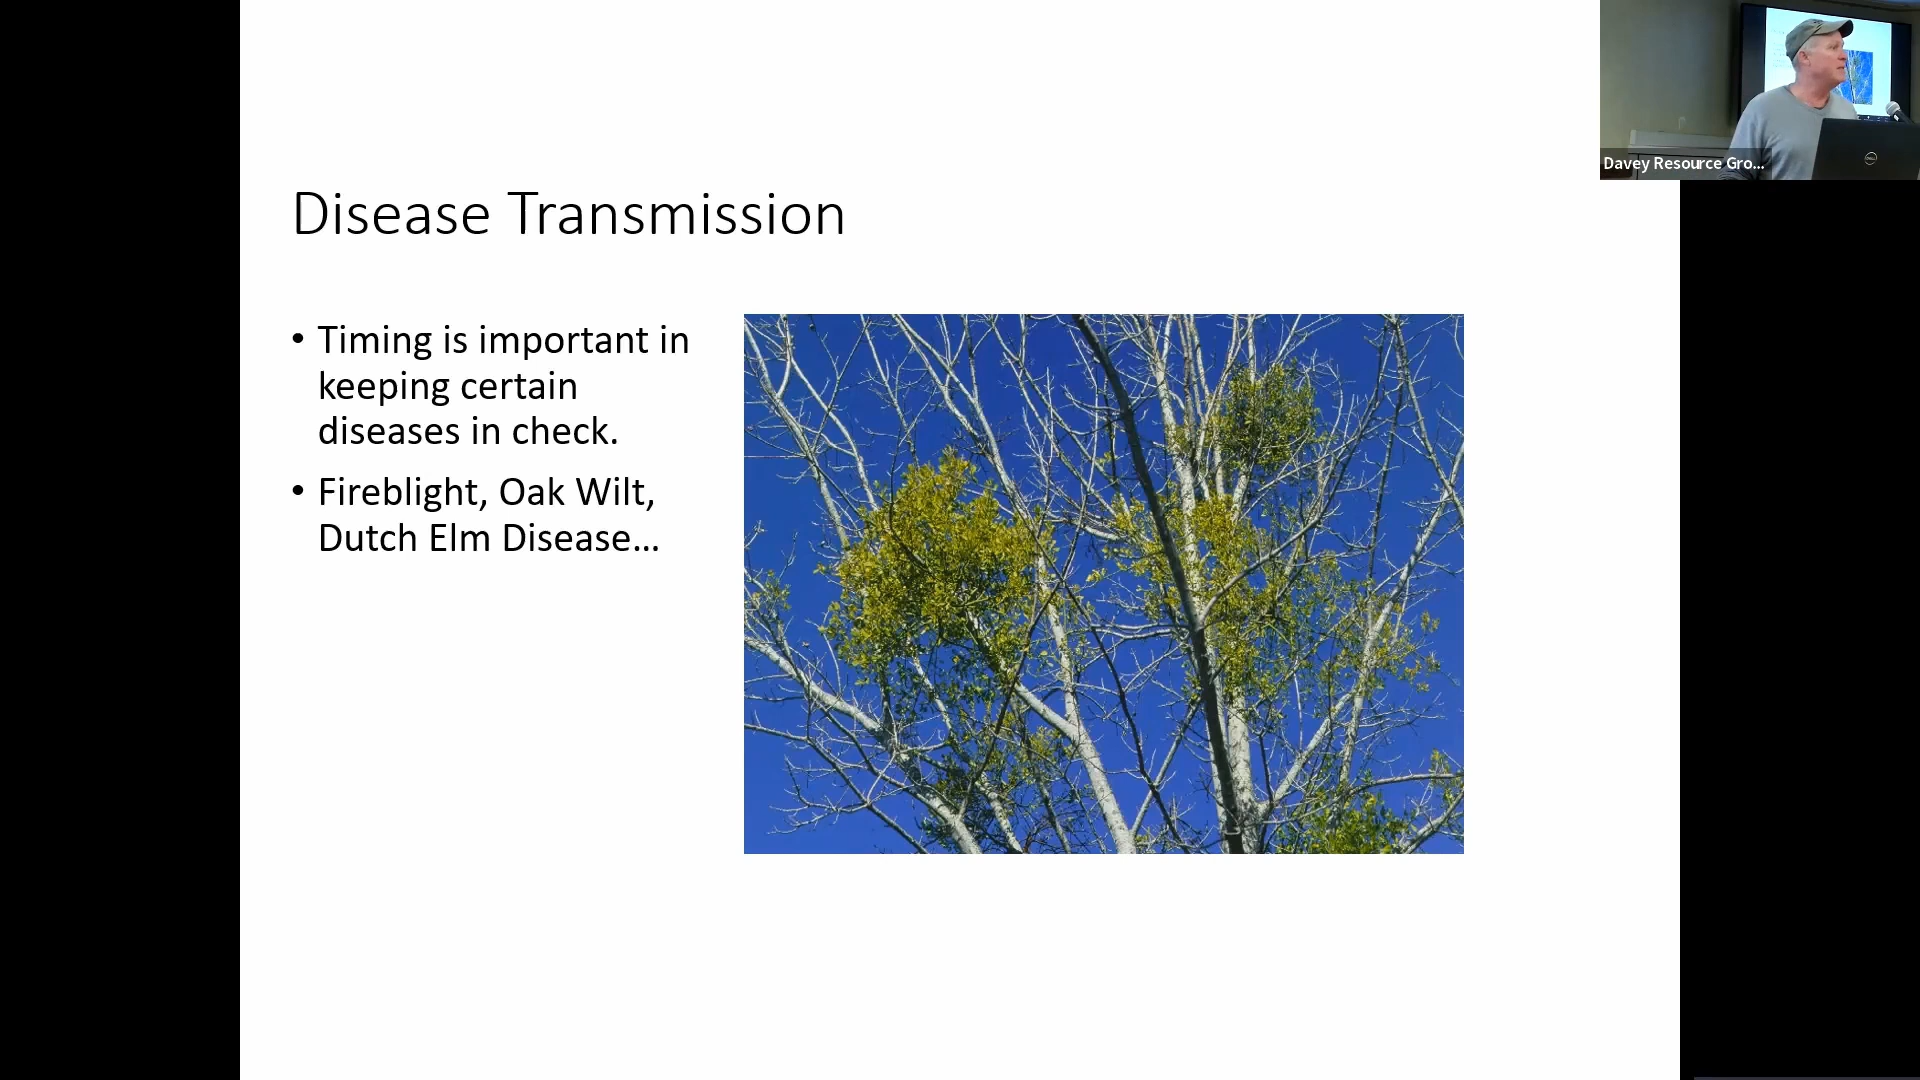 Disease Transmission
• Timing is important in
keeping certain
diseases in check.
• Fireblight, Oak Wilt,
Dutch Elm Disease...
Davey Resource Gro...
DELL